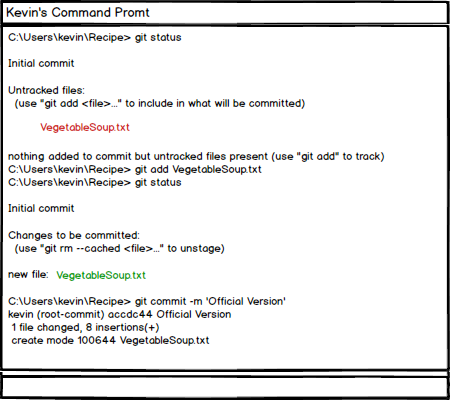 Kevin's Command Promt
C:\Users\kevin\Recipe> git status
Initial commit
Untracked files:
(use "git add <file>..." to include in what will be committed)
VegetableSoup.txt
nothing added to commit but untracked files present (use "git add" to track)
C:\Users\kevin\Recipe> git add VegetableSoup.txt
C:\Users\kevin\Recipe> git status
Initial commit
Changes to be committed:
(use "git rm --cached <file>..." to unstage)
new file: VegetableSoup.txt
C:\Users\kevin\Recipe> git commit -m 'Official Version'
kevin (root-commit) accdc44 Official Version
1 file changed, 8 insertions(+)
create mode 100644 VegetableSoup.txt